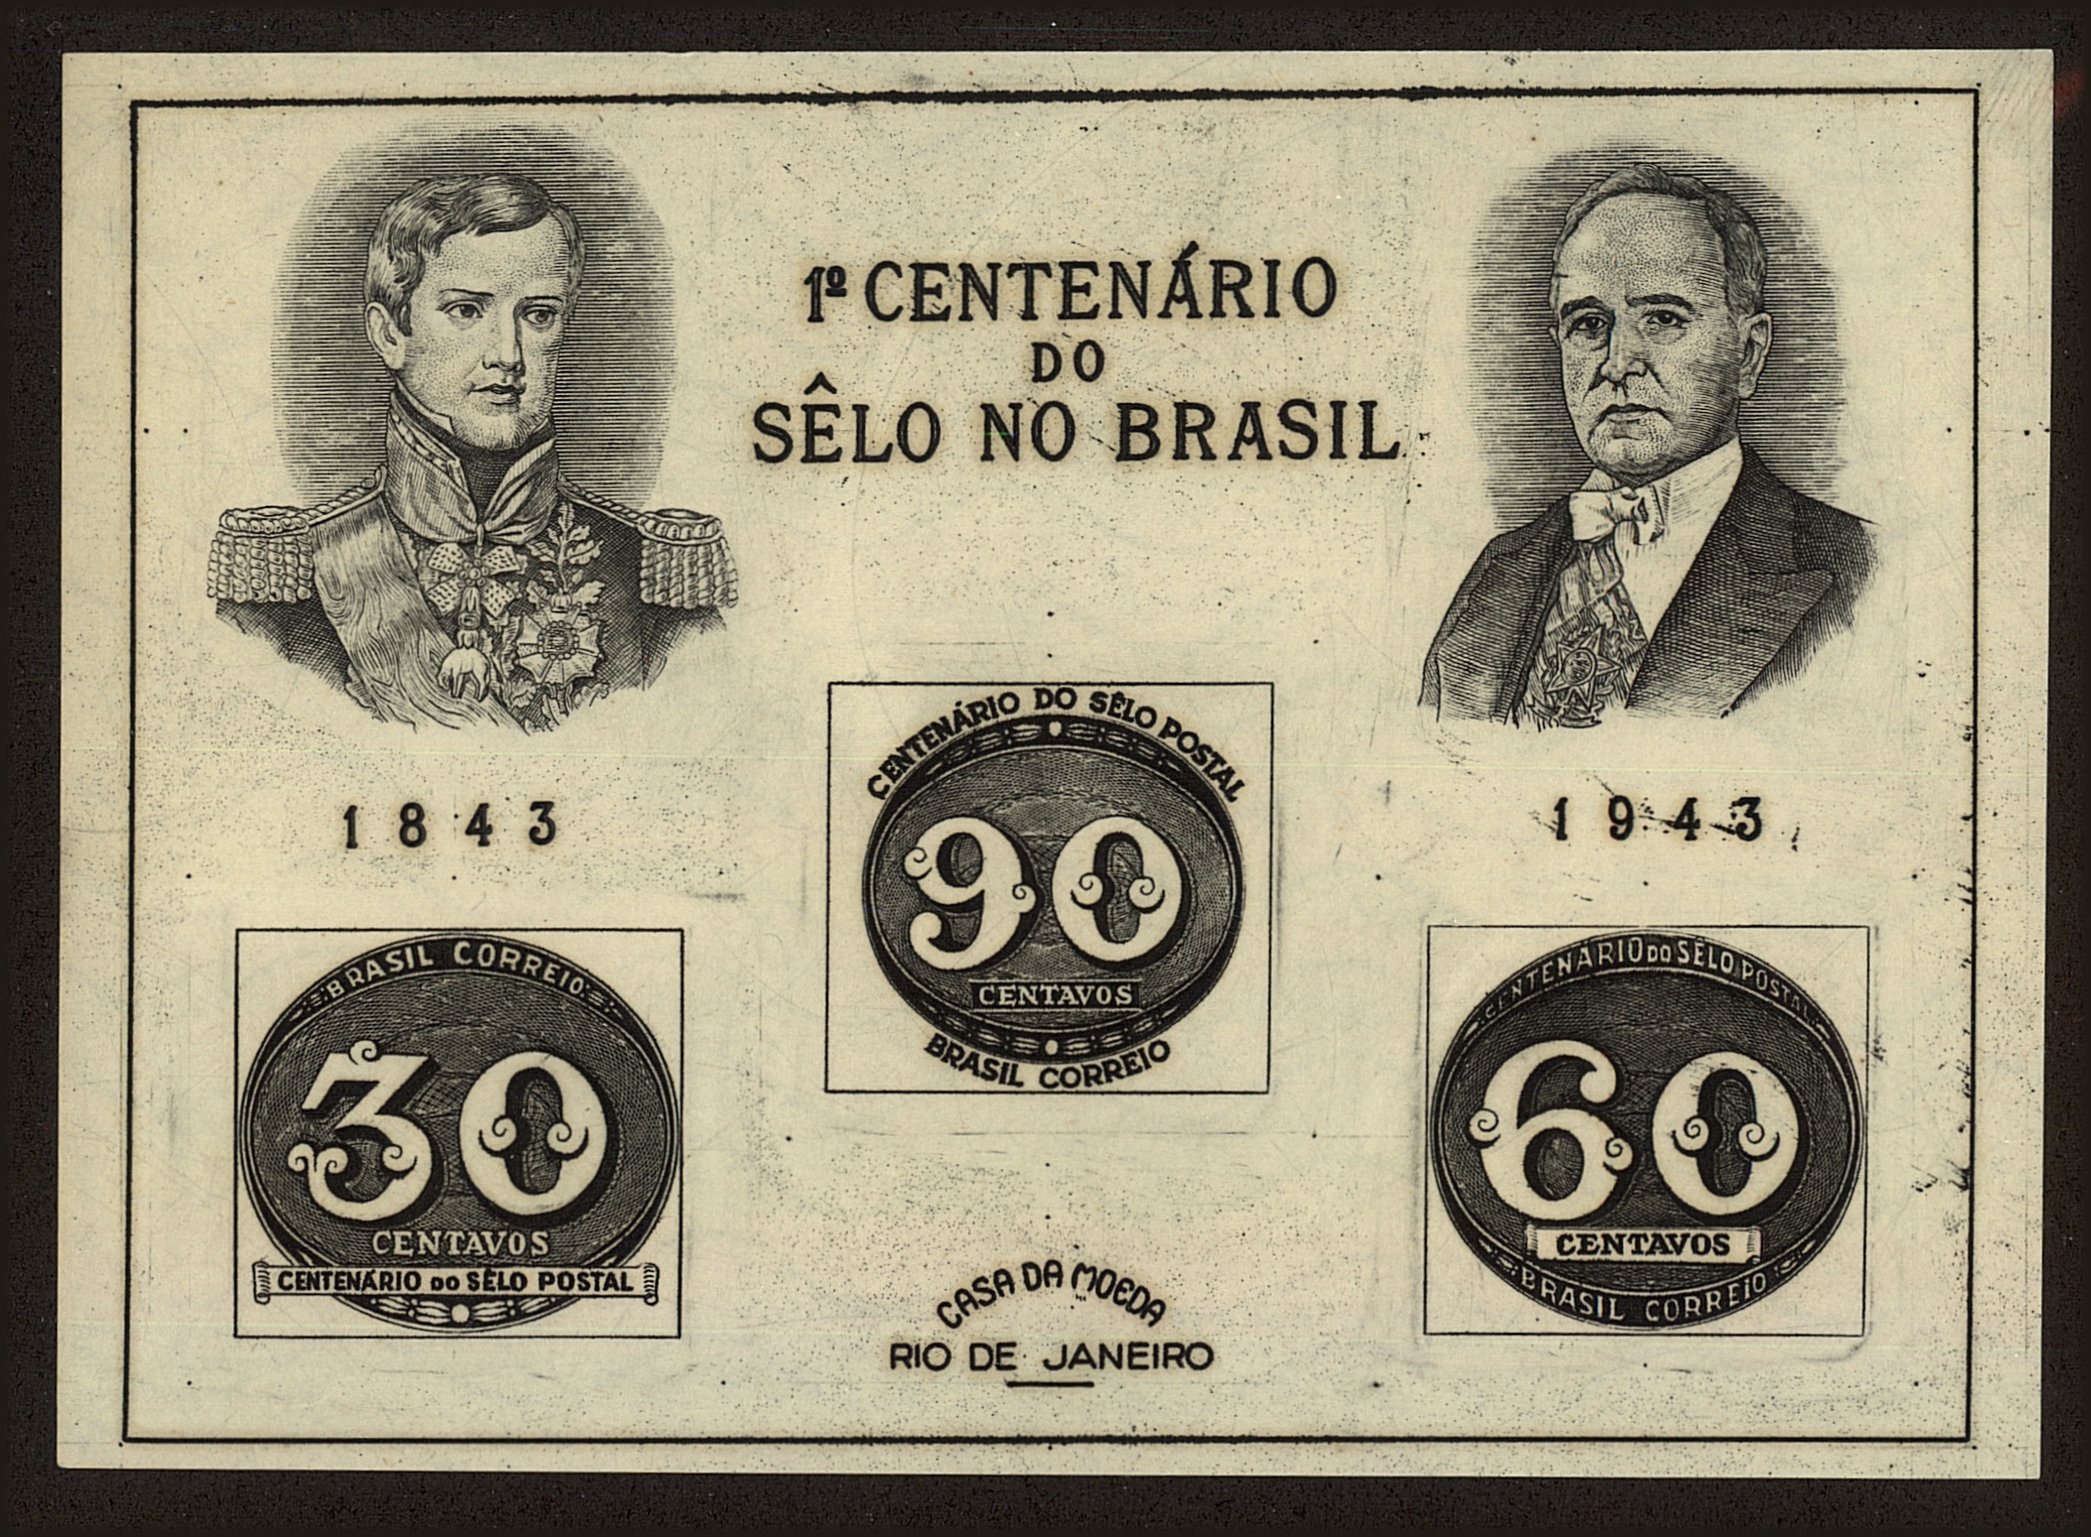 1º CENTENÁRIO
DO
SÊLO NO BRASIL
1843
1943
CENTENÁRIO DO SÊLO POSTAL
90
CENTAVOS
BRASIL CORREIO
BRASIL CORREIO
30
CENTAVOS
CENTENÁRIO DO SÊLO POSTAL
CENTENÁRIO DO SÊLO POSTAL
60
CENTAVOS
BRASIL CORREIO
CASA DA MOEDA
RIO DE JANEIRO